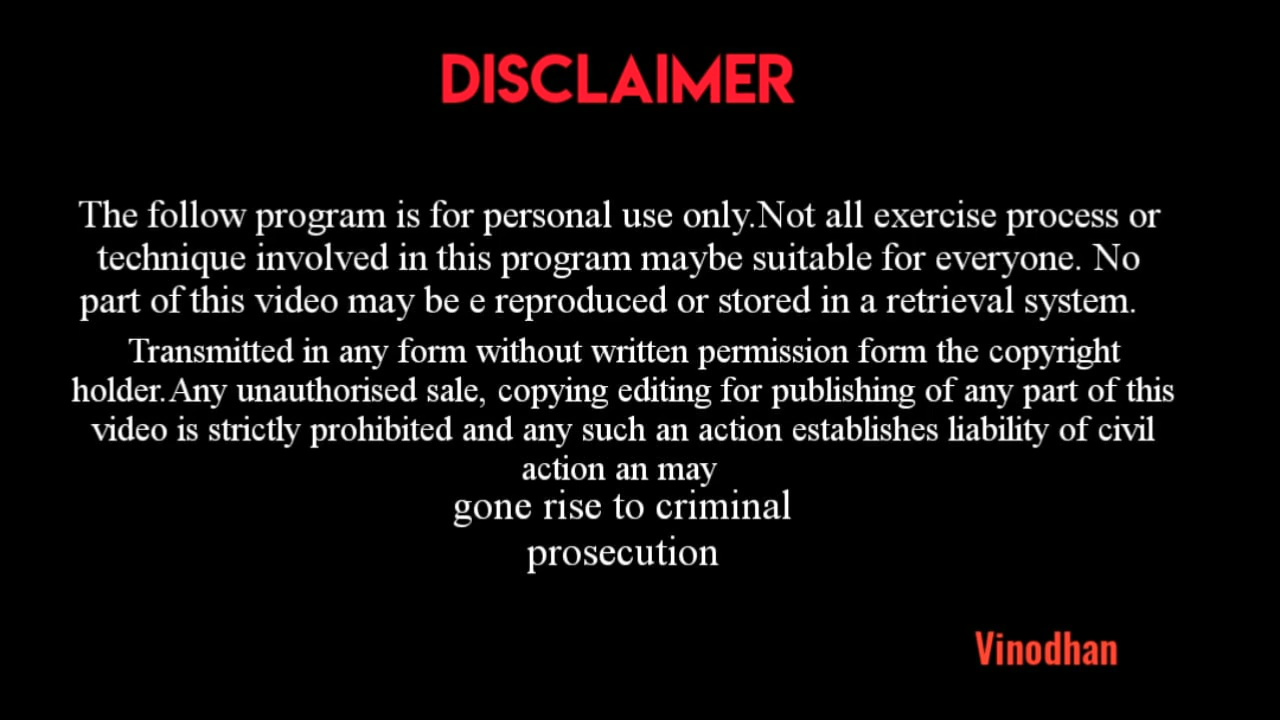 DISCLAIMER
The follow program is for personal use only.Not all exercise process or
technique involved in this program maybe suitable for everyone. No
part of this video may be e reproduced or stored in a retrieval system.
Transmitted in any form without written permission form the copyright
holder.Any unauthorised sale, copying editing for publishing of any part of this
video is strictly prohibited and any such an action establishes liability of civil
action an may
gone rise to criminal
prosecution
Vinodhan